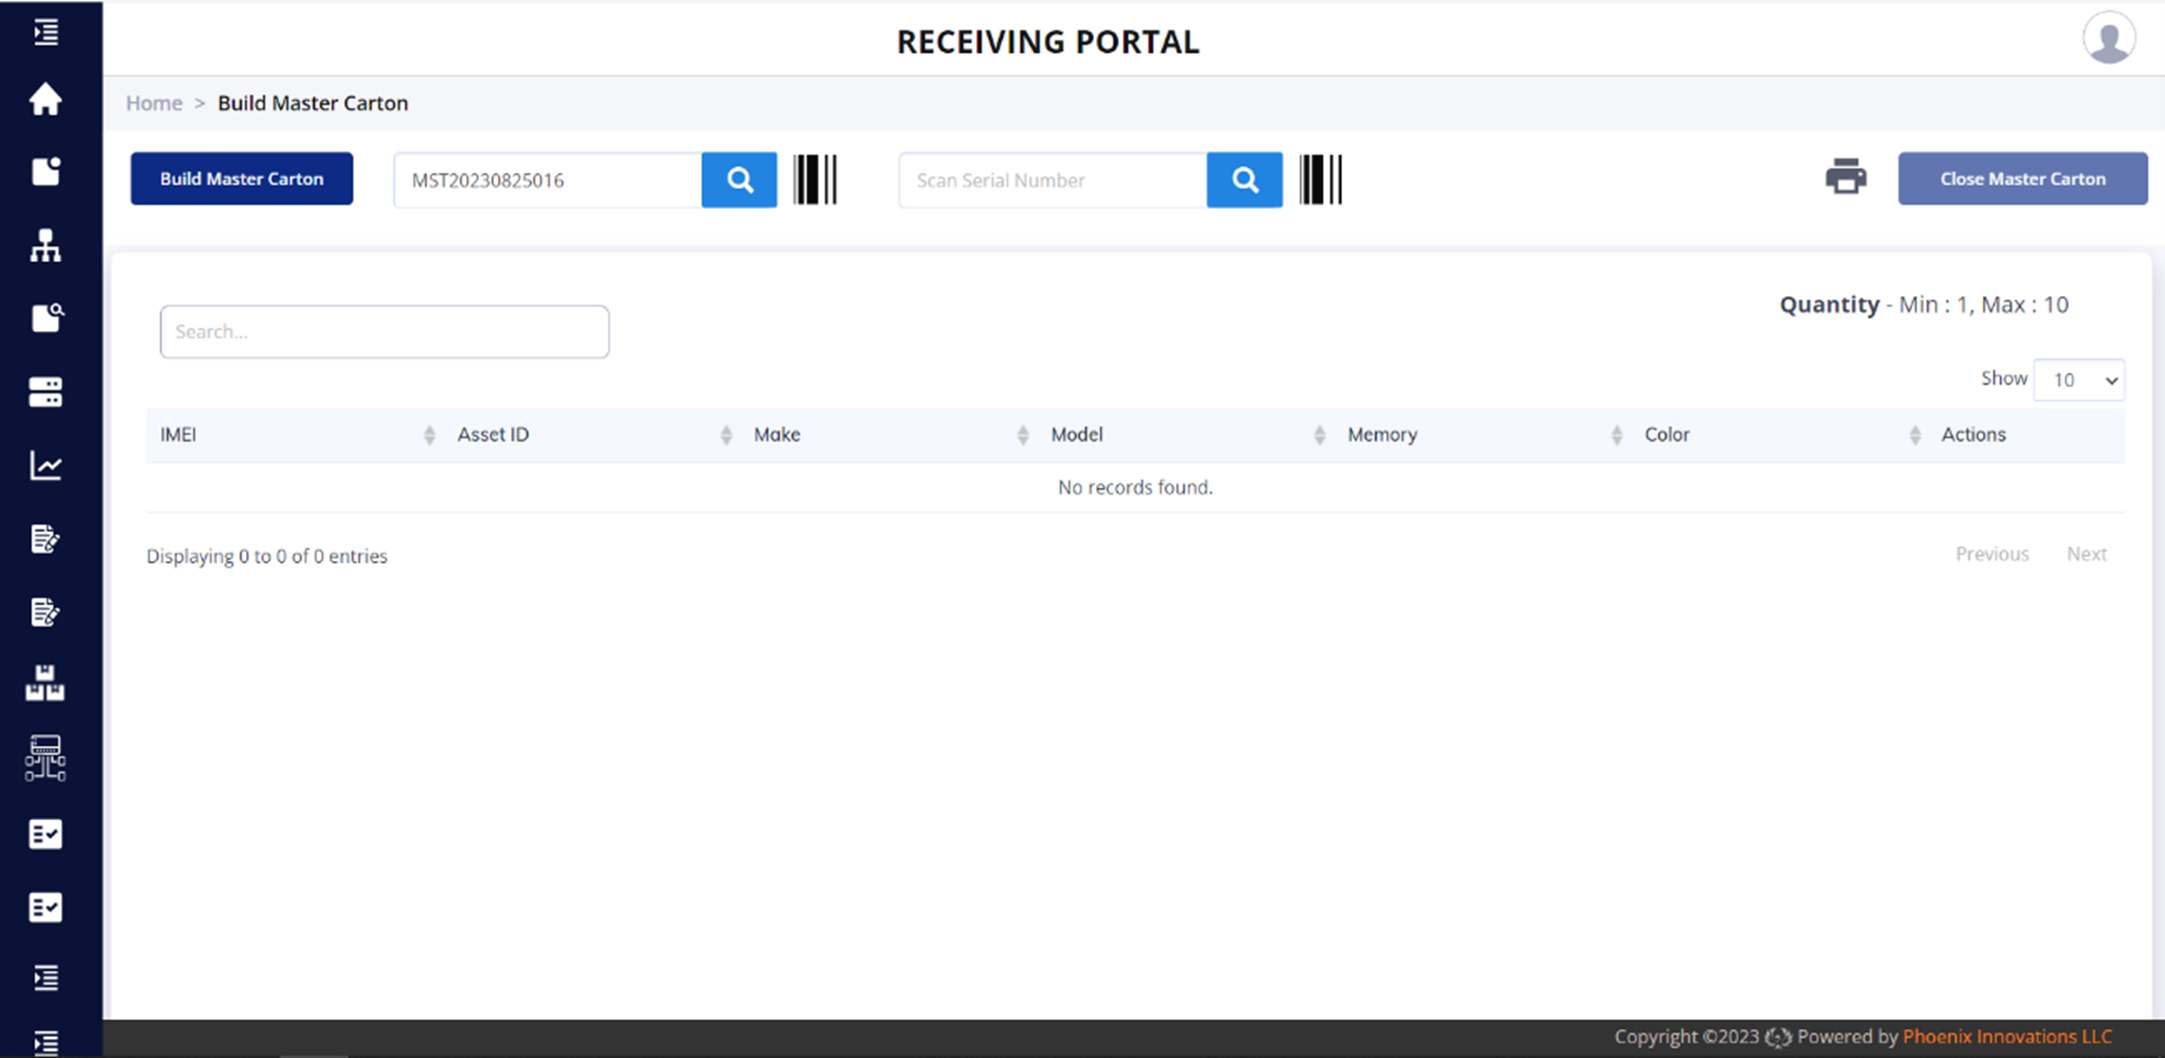 RECEIVING PORTAL
Home > Build Master Carton
Build Master Carton MST20230825016 Scan Serial Number Close Master Carton
Quantity - Min : 1, Max : 10
Search...
Show 10
IMEI Asset ID Make Model Memory Color Actions
No records found.
Displaying 0 to 0 of 0 entries Previous Next
Copyright ©2023 Powered by Phoenix Innovations LLC